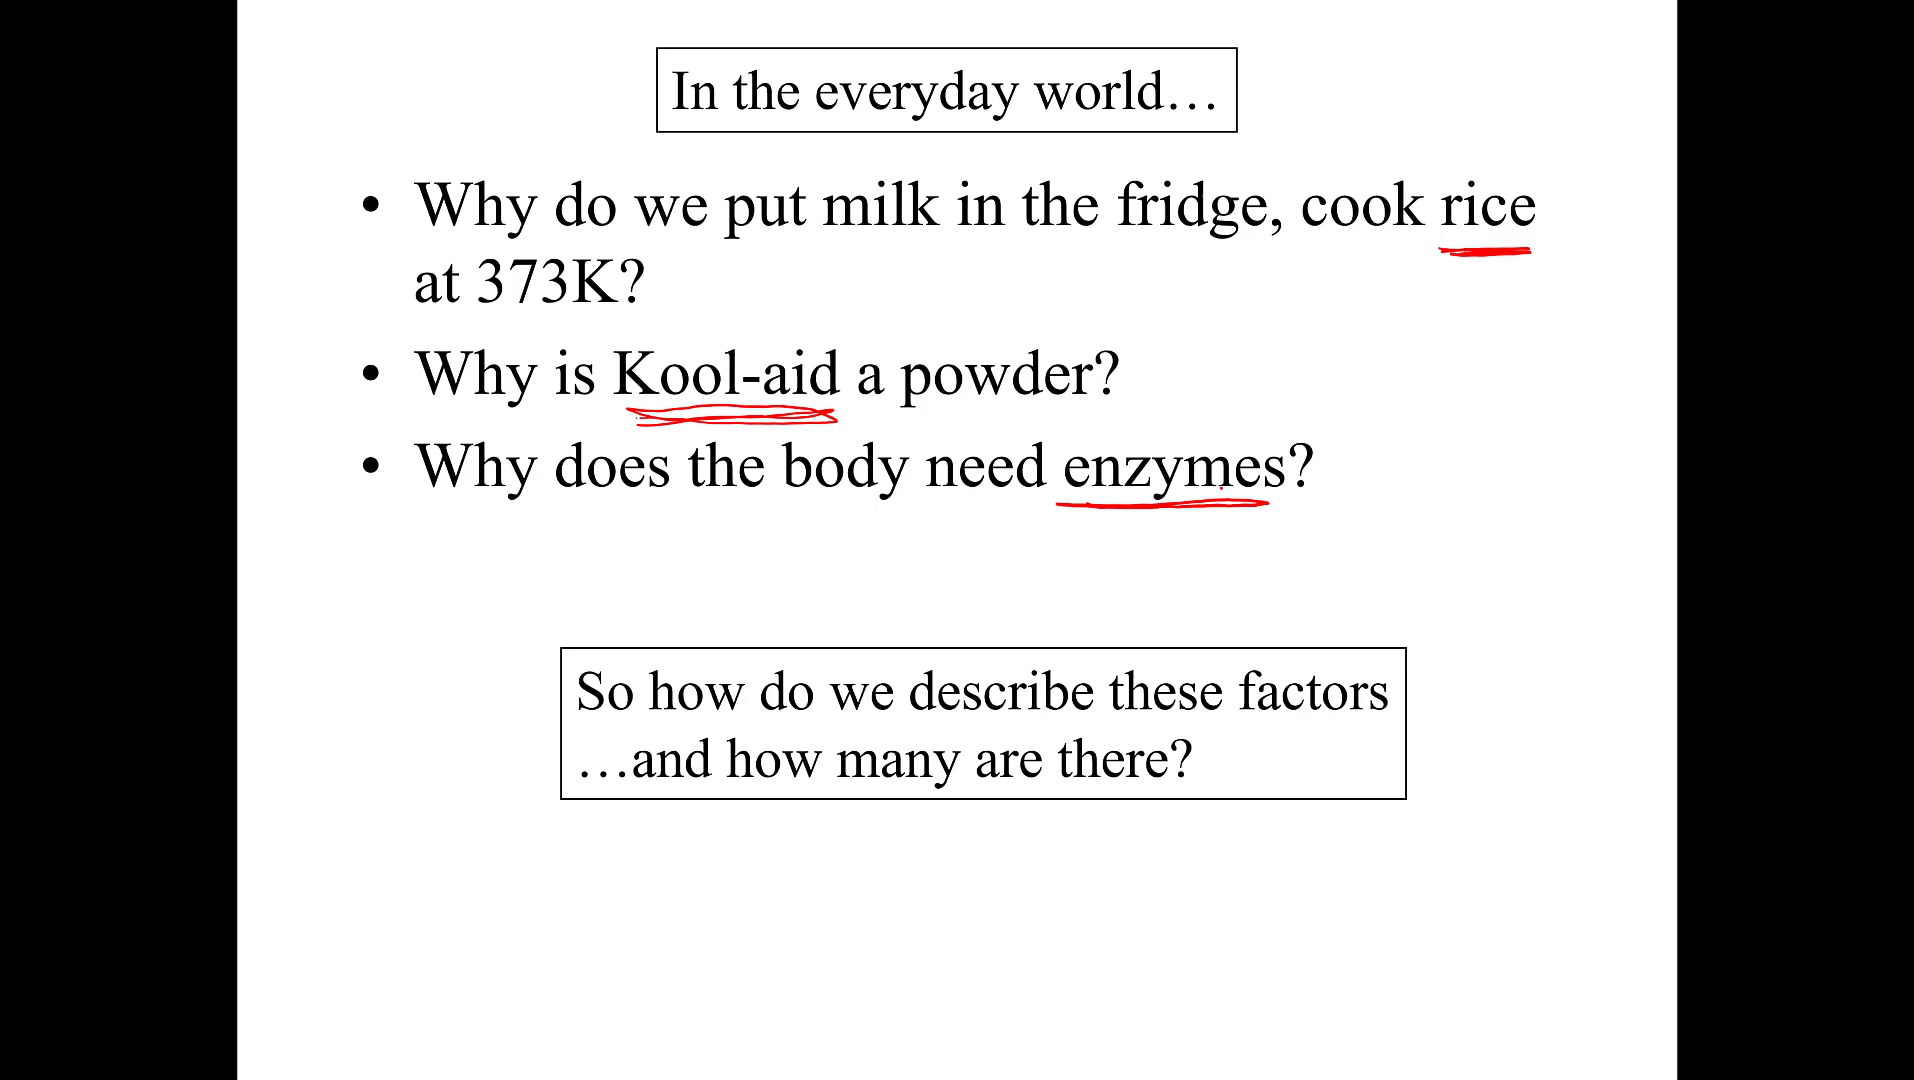 In the everyday world…
• Why do we put milk in the fridge, cook rice
at 373K?
• Why is Kool-aid a powder?
• Why does the body need enzymes?
So how do we describe these factors
…and how many are there?